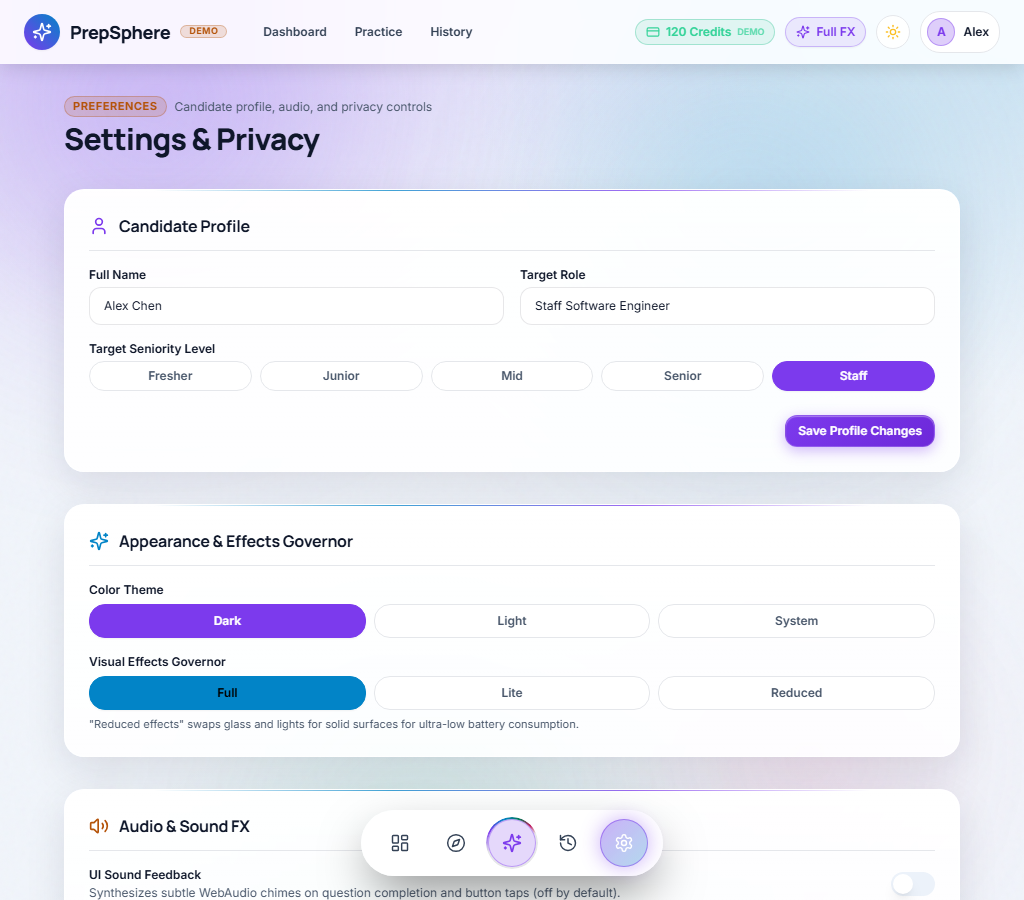 PrepSphere DEMO Dashboard Practice History 120 Credits DEMO Full FX A Alex
PREFERENCES Candidate profile, audio, and privacy controls
Settings & Privacy
Candidate Profile
Full Name Target Role
Alex Chen Staff Software Engineer
Target Seniority Level
Fresher Junior Mid Senior Staff
Save Profile Changes
Appearance & Effects Governor
Color Theme
Dark Light System
Visual Effects Governor
Full Lite Reduced
"Reduced effects" swaps glass and lights for solid surfaces for ultra-low battery consumption.
Audio & Sound FX
UI Sound Feedback
Synthesizes subtle WebAudio chimes on question completion and button taps (off by default).